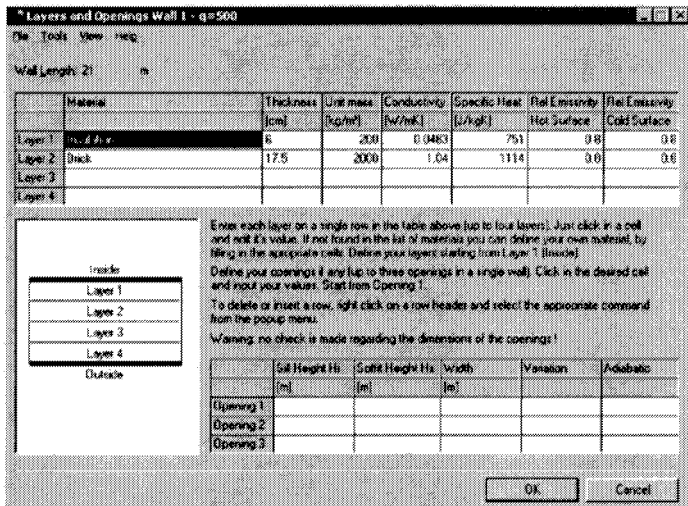 Layers and Openings Wall 1 - q=500
File Tools View Help
Wall Length: 21 m
Material Thickness Unit mass Conductivity Specific Heat Rel Emissivity Rel Emissivity
[cm] [kg/m³] [W/mK] [J/kgK] Hot Surface Cold Surface
Layer 1 6 200 0.0483 751 0.8 0.8
Layer 2 Brick 17.5 2000 1.04 1114 0.8 0.8
Layer 3
Layer 4
Enter each layer on a single row in the table above (up to four layers). Just click in a cell
and edit it's value. If not found in the list of materials you can define your own material, by
filling in the apropriate cells. Define your layers starting from Layer 1 (Inside)
Define your openings if any (up to three openings in a single wall). Click in the desired cell
and input your values. Start from Opening 1.
To delete or insert a row, right click on a row header and select the appropriate command
from the popup menu.
Warning: no check is made regarding the dimensions of the openings !
Inside
Layer 1
Layer 2
Layer 3
Layer 4
Outside
Sill Height Hi Soffit Height Hs Width Variation Adiabatic
[m] [m] [m]
Opening 1
Opening 2
Opening 3
OK Cancel